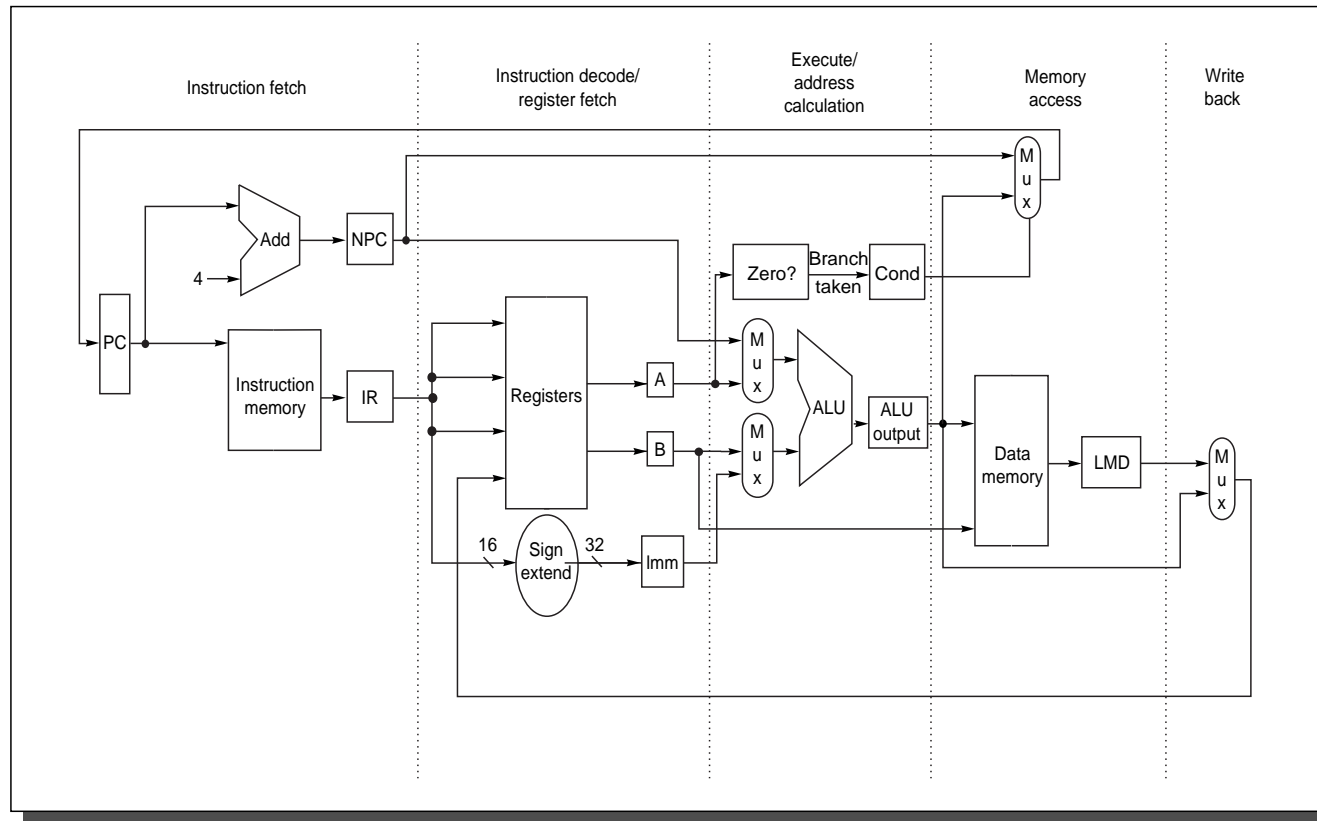 Instruction fetch
Instruction decode/
register fetch
Execute/
address
calculation
Memory
access
Write
back
M
u
x
Add
NPC
4
Zero?
Branch
taken
Cond
PC
Instruction
memory
IR
Registers
A
B
M
u
x
M
u
x
ALU
ALU
output
Data
memory
LMD
M
u
x
16
Sign
extend
32
Imm